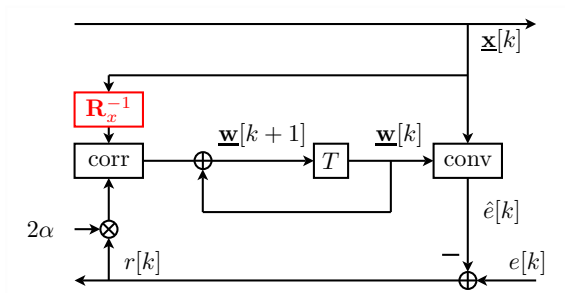 x[k]
R_x^{-1}
w[k+1]
w[k]
corr
T
conv
ê[k]
2α
−
r[k]
e[k]